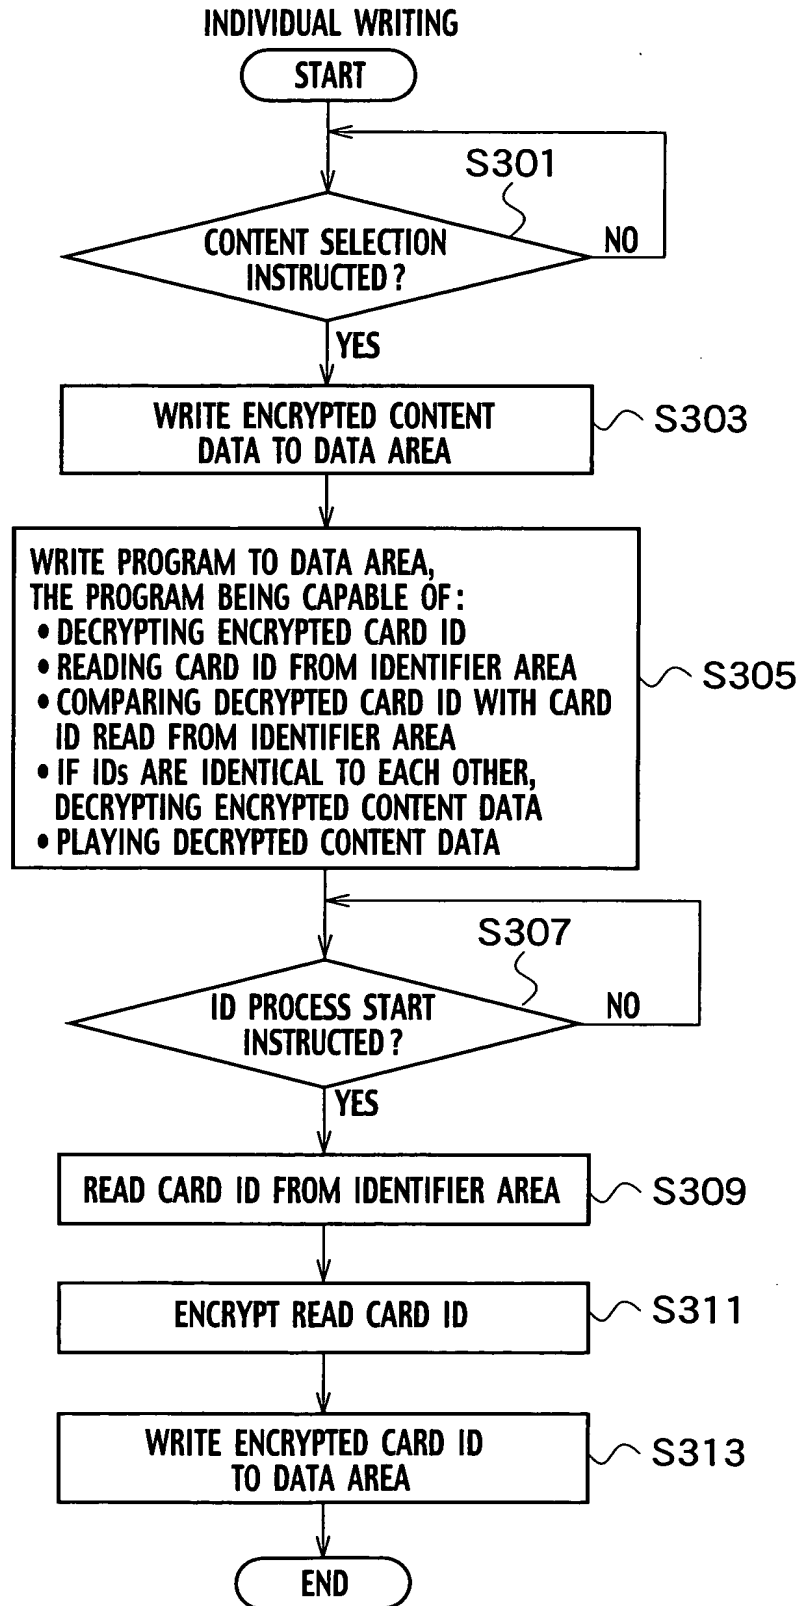 INDIVIDUAL WRITING
START
S301
CONTENT SELECTION
INSTRUCTED?
NO
YES
WRITE ENCRYPTED CONTENT
DATA TO DATA AREA
S303
WRITE PROGRAM TO DATA AREA,
THE PROGRAM BEING CAPABLE OF:
• DECRYPTING ENCRYPTED CARD ID
• READING CARD ID FROM IDENTIFIER AREA
• COMPARING DECRYPTED CARD ID WITH CARD
ID READ FROM IDENTIFIER AREA
• IF IDs ARE IDENTICAL TO EACH OTHER,
DECRYPTING ENCRYPTED CONTENT DATA
• PLAYING DECRYPTED CONTENT DATA
S305
S307
ID PROCESS START
INSTRUCTED?
NO
YES
READ CARD ID FROM IDENTIFIER AREA
S309
ENCRYPT READ CARD ID
S311
WRITE ENCRYPTED CARD ID
TO DATA AREA
S313
END